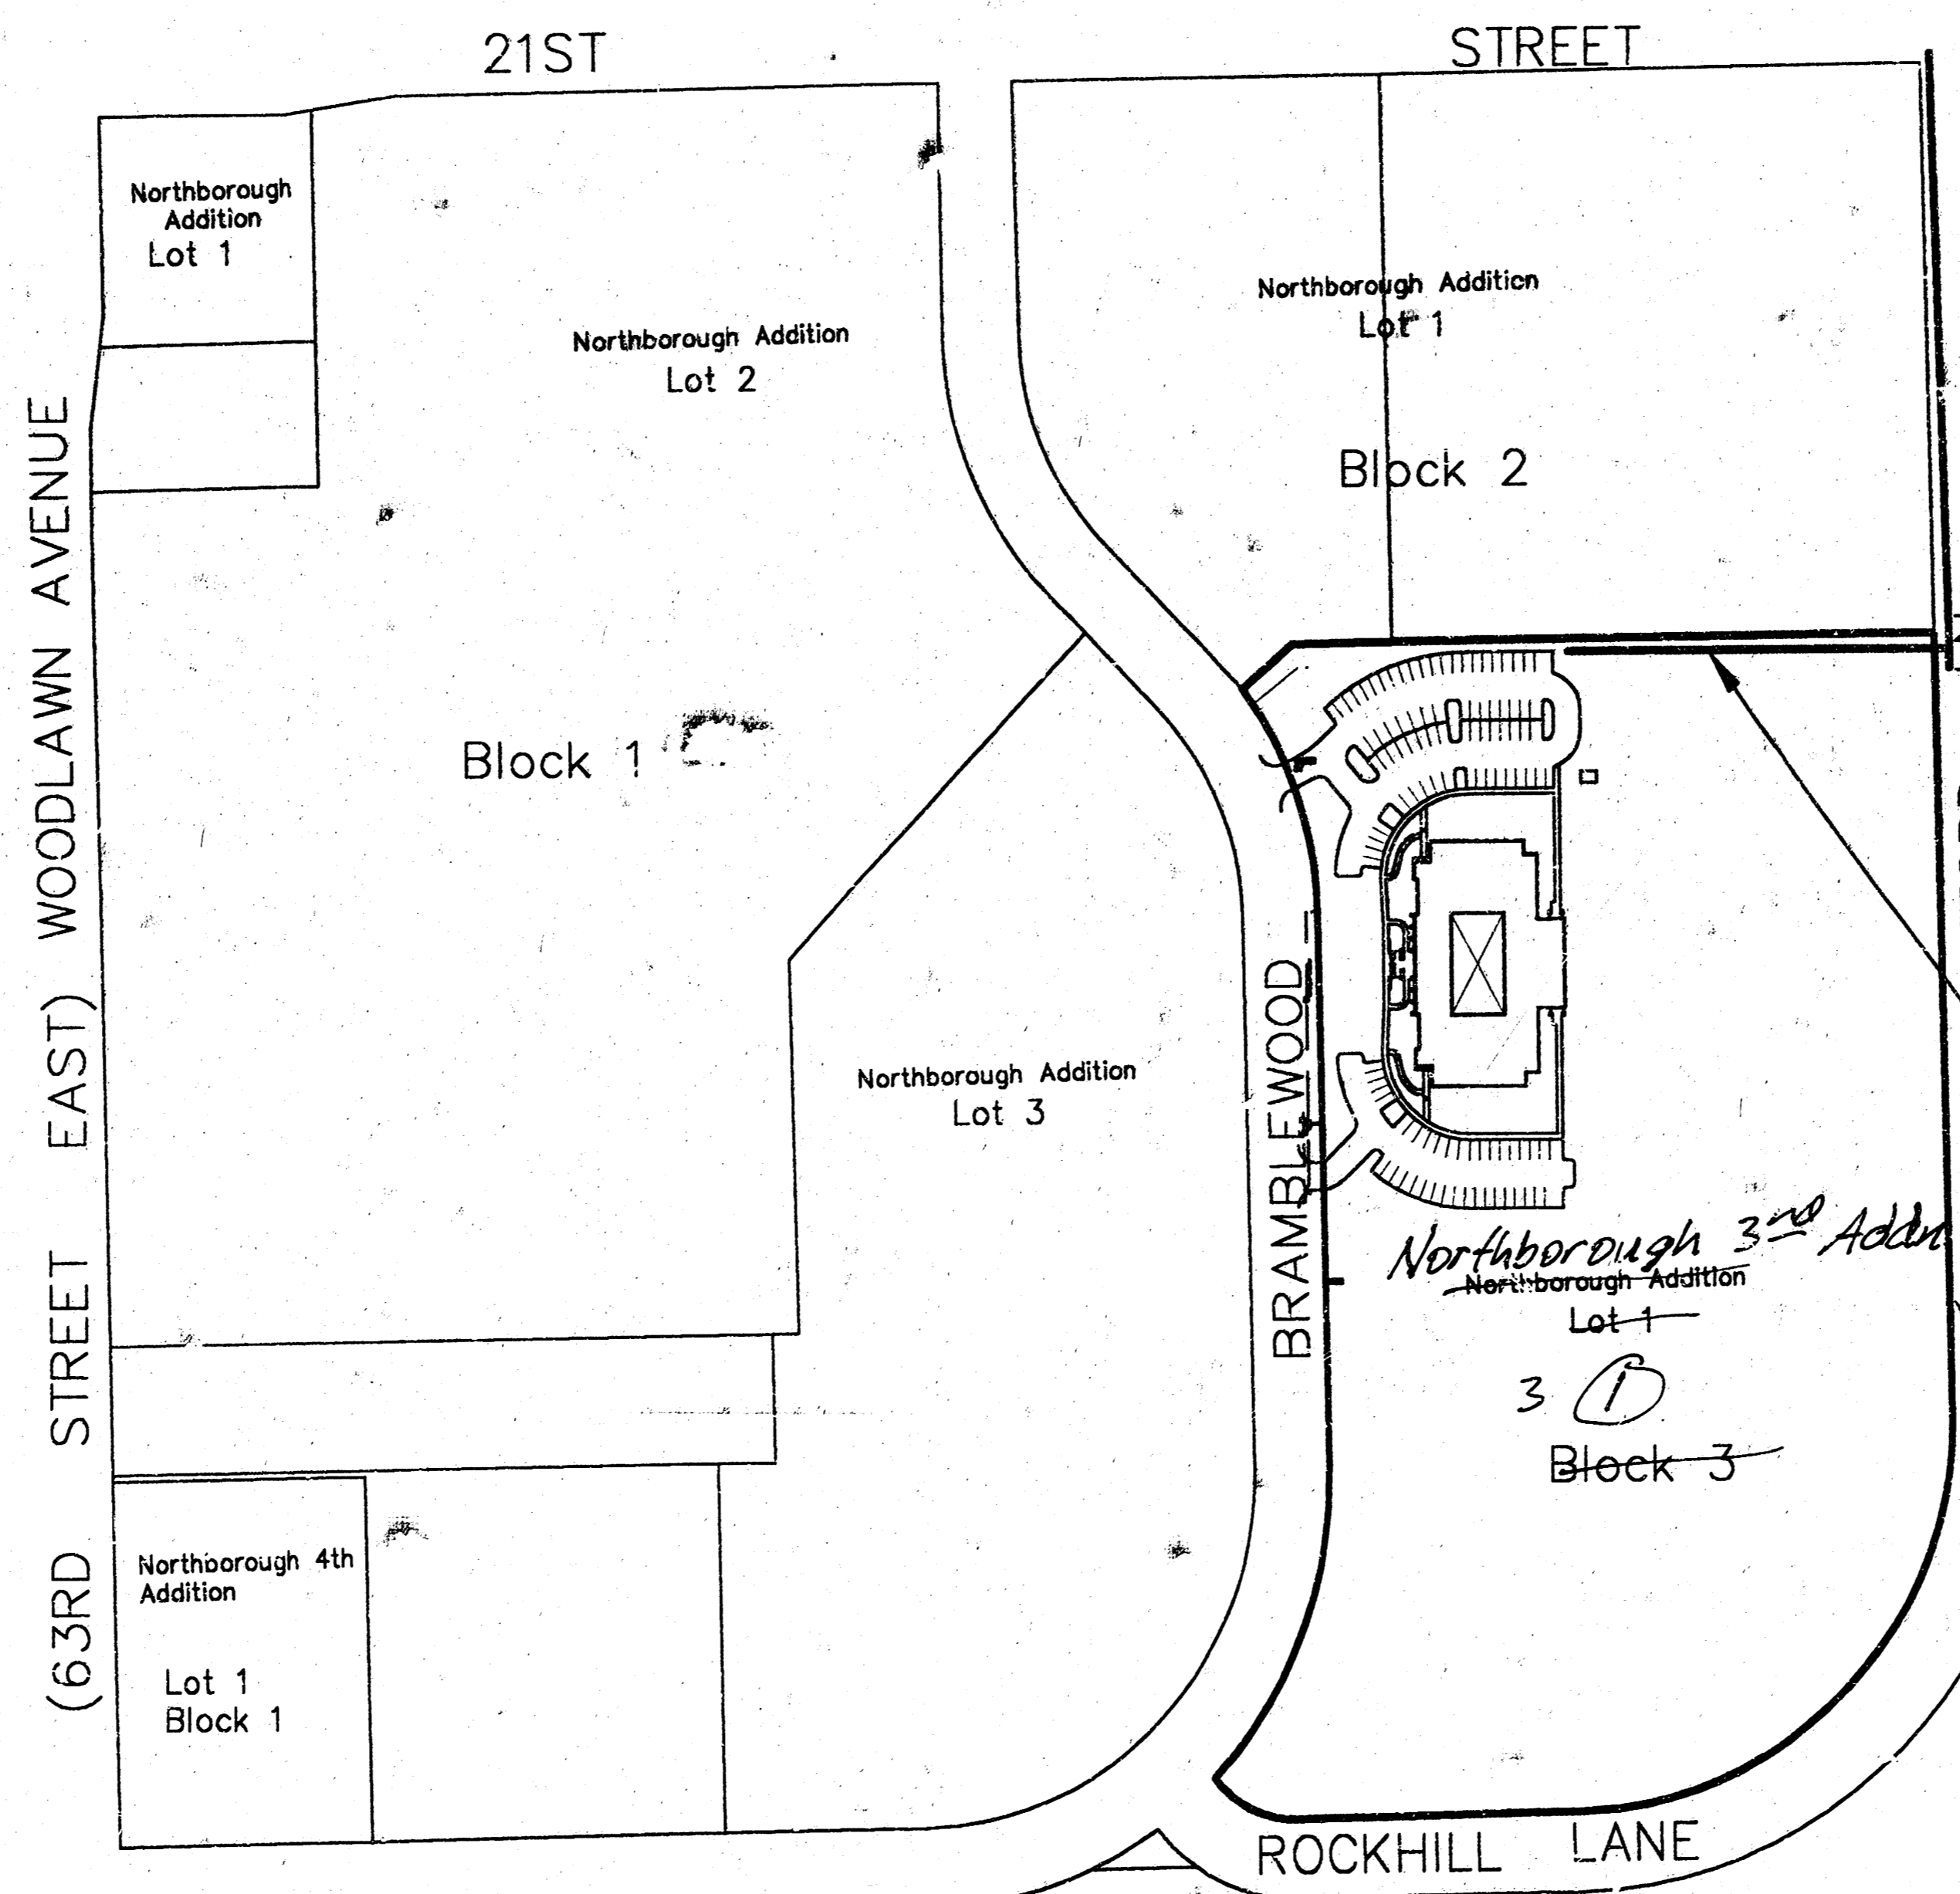 21ST STREET
Northborough
Addition
Lot 1
Northborough Addition
Lot 2
Northborough Addition
Lot 1
Block 2
(63RD STREET EAST) WOODLAWN AVENUE
Block 1
Northborough Addition
Lot 3
BRAMBLEWOOD
Northborough 3rd Addn
Northborough Addition
Lot 1
3 1
Block 3
Northborough 4th
Addition
Lot 1
Block 1
ROCKHILL LANE